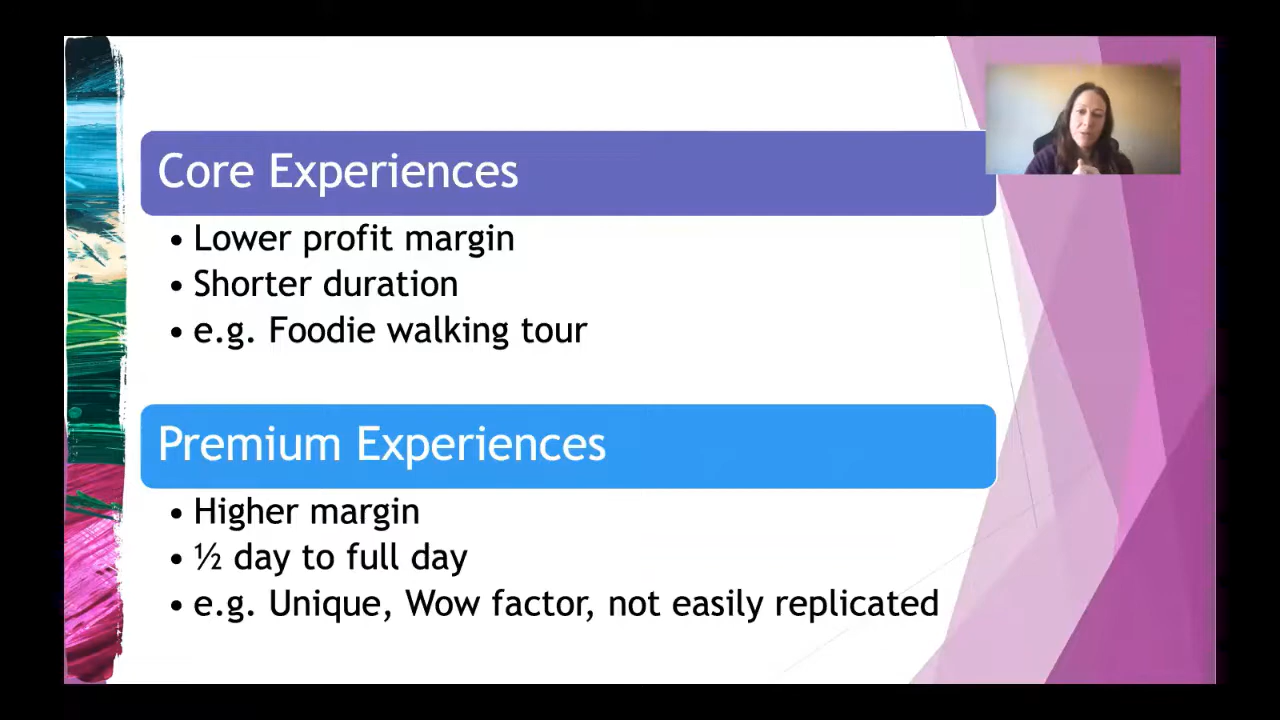 Core Experiences
• Lower profit margin
• Shorter duration
• e.g. Foodie walking tour
Premium Experiences
• Higher margin
• ½ day to full day
• e.g. Unique, Wow factor, not easily replicated